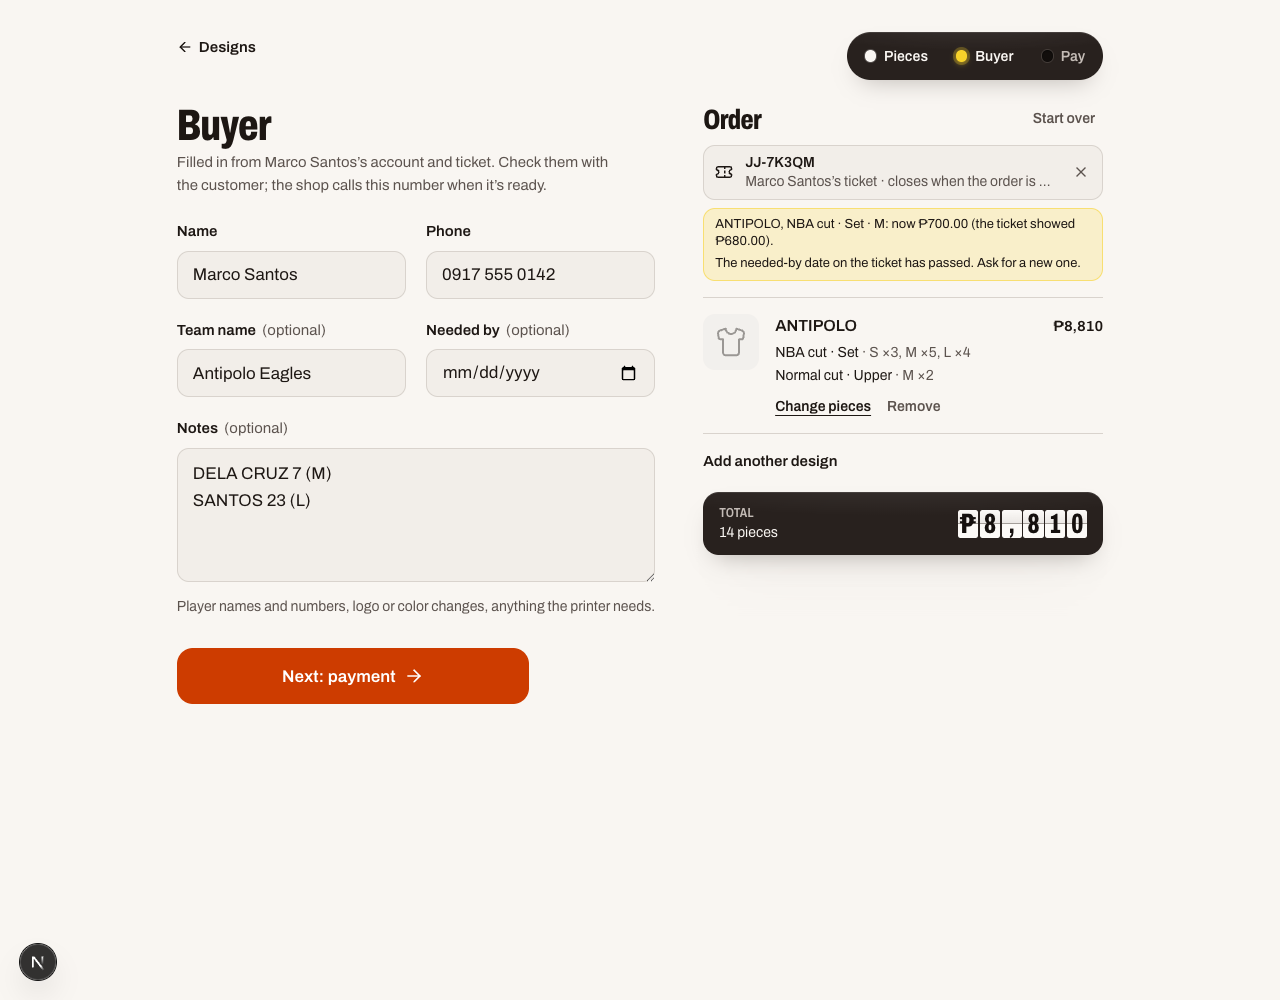 Designs
Pieces
Buyer
Pay
Buyer
Filled in from Marco Santos’s account and ticket. Check them with
the customer; the shop calls this number when it’s ready.
Name
Phone
Marco Santos
0917 555 0142
Team name (optional)
Needed by (optional)
Antipolo Eagles
mm/dd/yyyy
Notes (optional)
DELA CRUZ 7 (M)
SANTOS 23 (L)
Player names and numbers, logo or color changes, anything the printer needs.
Next: payment
Order
Start over
JJ-7K3QM
Marco Santos’s ticket · closes when the order is ...
ANTIPOLO, NBA cut · Set · M: now ₱700.00 (the ticket showed
₱680.00).
The needed-by date on the ticket has passed. Ask for a new one.
ANTIPOLO
₱8,810
NBA cut · Set · S ×3, M ×5, L ×4
Normal cut · Upper · M ×2
Change pieces
Remove
Add another design
TOTAL
14 pieces
₱8,810
N